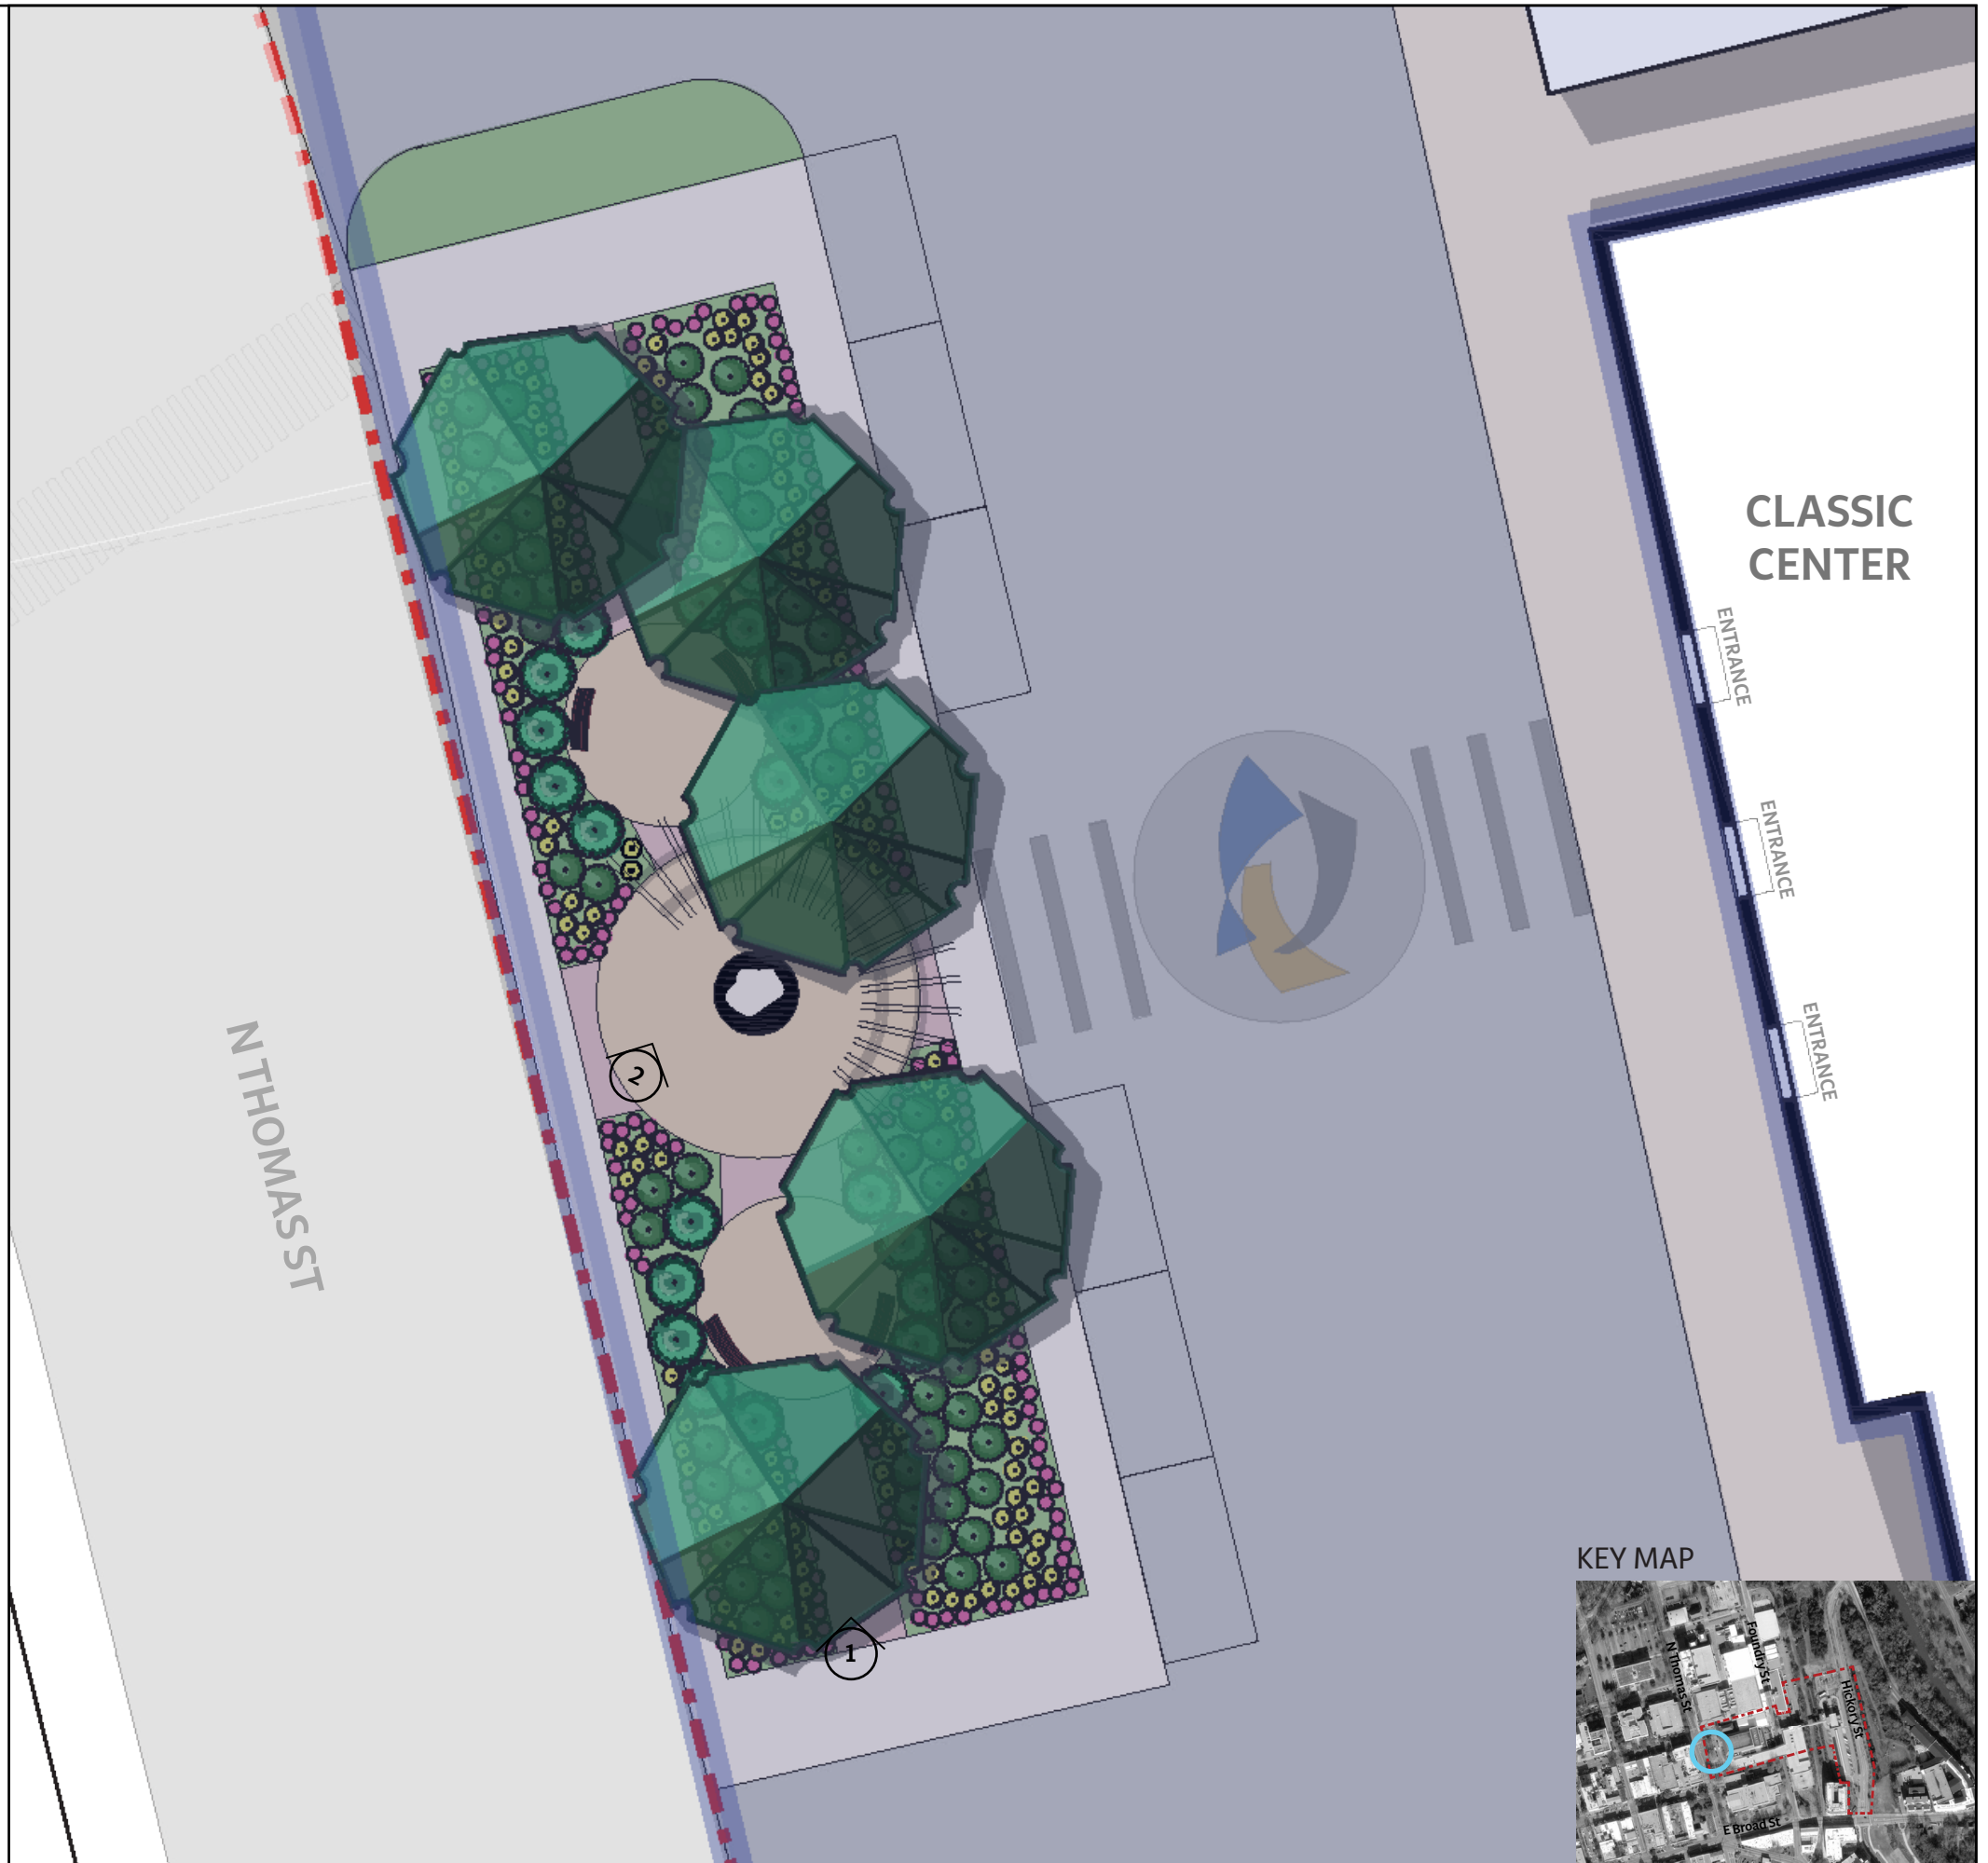 CLASSIC
CENTER
ENTRANCE
ENTRANCE
ENTRANCE
N THOMAS ST
2
1
KEY MAP
N Thomas St
Foundry St
Hickory St
E Broad St